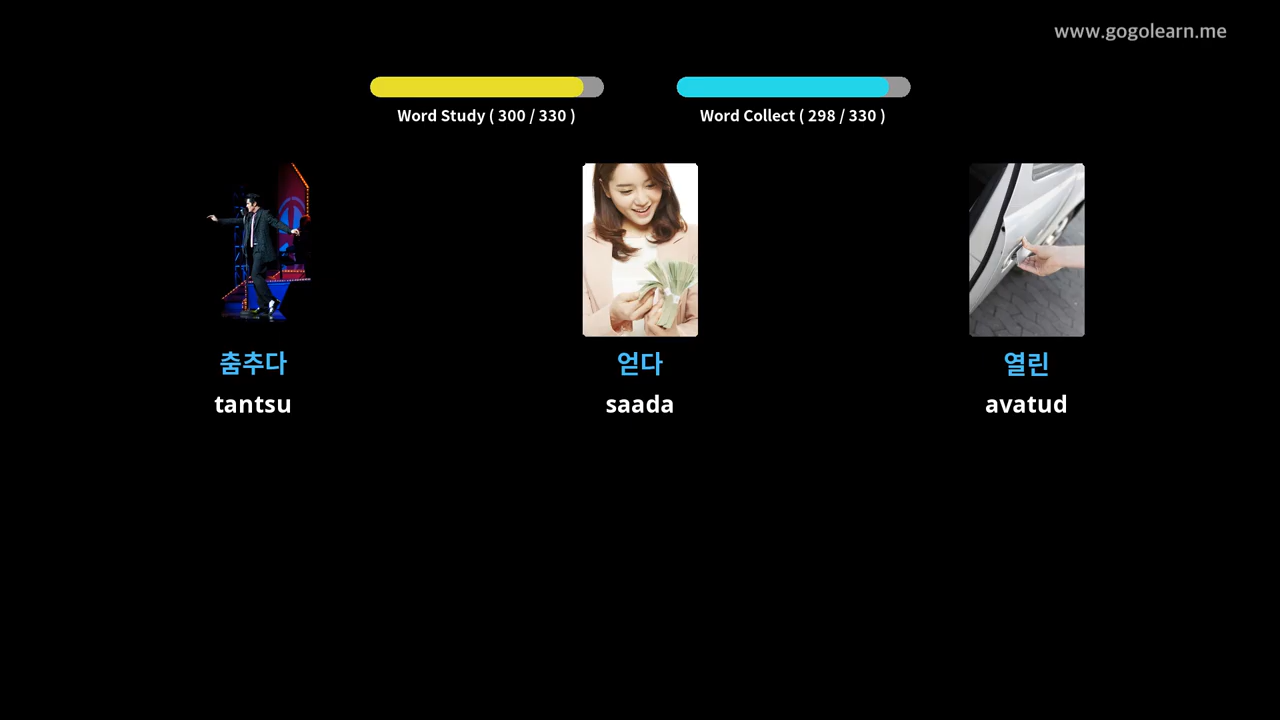 www.gogolearn.me
Word Study ( 300 / 330 )
Word Collect ( 298 / 330 )
춤추다
얻다
열린
tantsu
saada
avatud